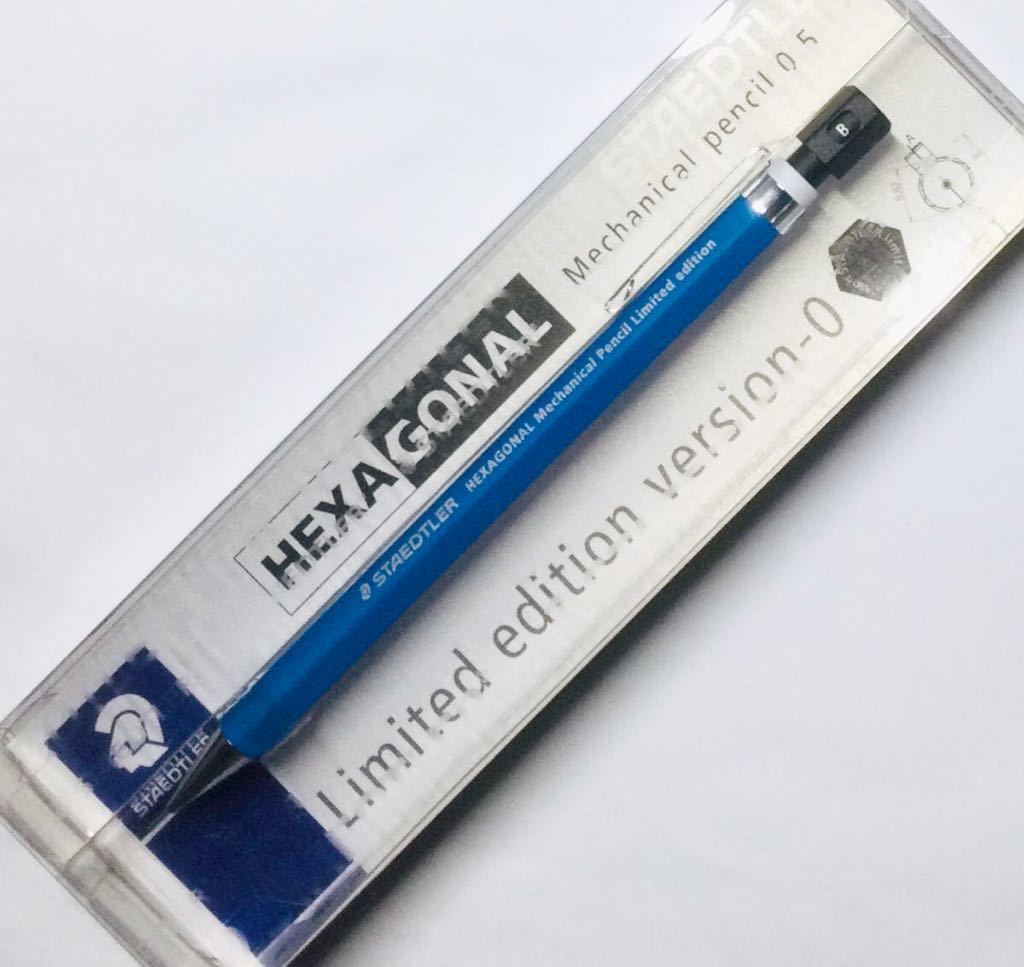 STAEDTLER
Mechanical pencil 0.5
HEXAGONAL
B
STAEDTLER HEXAGONAL Mechanical Pencil Limited edition
Limited edition version-0
STAEDTLER